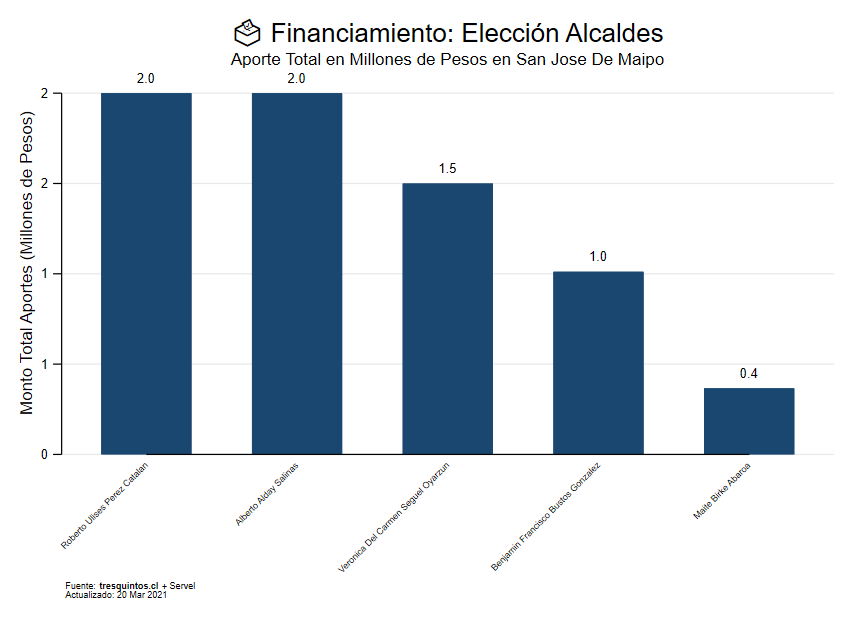 Financiamiento: Elección Alcaldes
Aporte Total en Millones de Pesos en San Jose De Maipo
Monto Total Aportes (Millones de Pesos)
2
2
1
1
0
2.0
2.0
1.5
1.0
0.4
Roberto Ulises Perez Catalan
Alberto Alday Salinas
Veronica Del Carmen Seguel Oyarzun
Benjamin Francisco Bustos Gonzalez
Maite Birke Abaroa
Fuente: tresquintos.cl + Servel
Actualizado: 20 Mar 2021